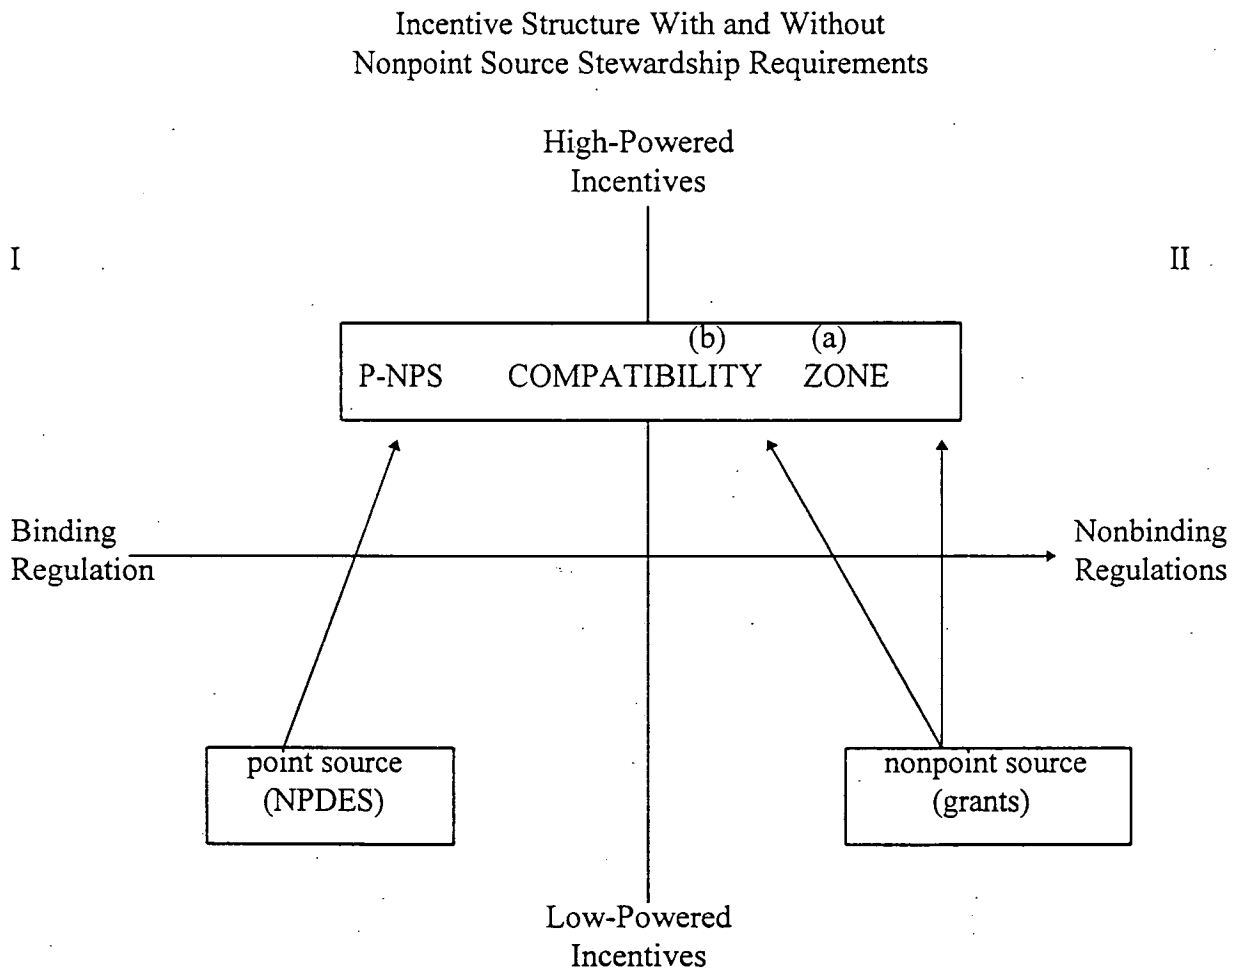 Incentive Structure With and Without
Nonpoint Source Stewardship Requirements
High-Powered
Incentives
I
II
(b) (a)
P-NPS COMPATIBILITY ZONE
Binding
Regulation
Nonbinding
Regulations
point source
(NPDES)
nonpoint source
(grants)
Low-Powered
Incentives